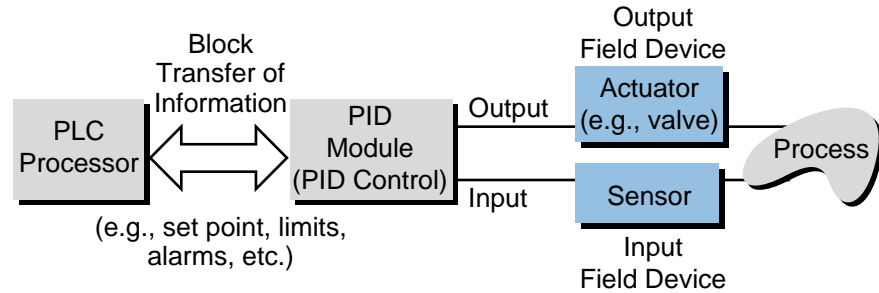 PLC
Processor
Block
Transfer of
Information
(e.g., set point, limits,
alarms, etc.)
PID
Module
(PID Control)
Output
Input
Output
Field Device
Actuator
(e.g., valve)
Sensor
Input
Field Device
Process